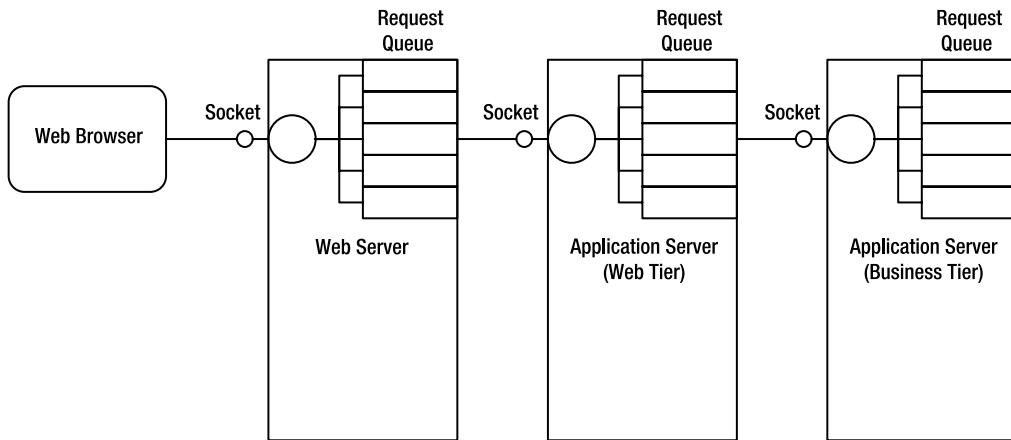 Request
Queue
Request
Queue
Request
Queue
Web Browser
Socket
Socket
Socket
Web Server
Application Server
(Web Tier)
Application Server
(Business Tier)